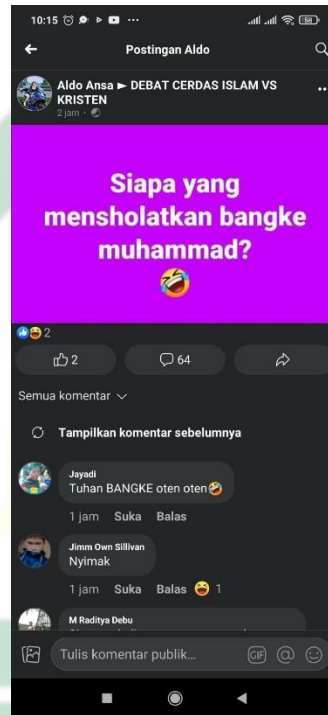 10:15
58
Postingan Aldo
Aldo Ansa ► DEBAT CERDAS ISLAM VS
KRISTEN
2 jam ·
Siapa yang
mensholatkan bangke
muhammad?
2
2
64
Semua komentar
Tampilkan komentar sebelumnya
Jayadi
Tuhan BANGKE oten oten🤣
1 jam Suka Balas
Jimm Own Sillivan
Nyimak
1 jam Suka Balas 😆 1
M Raditya Debu
Tulis komentar publik...
GIF